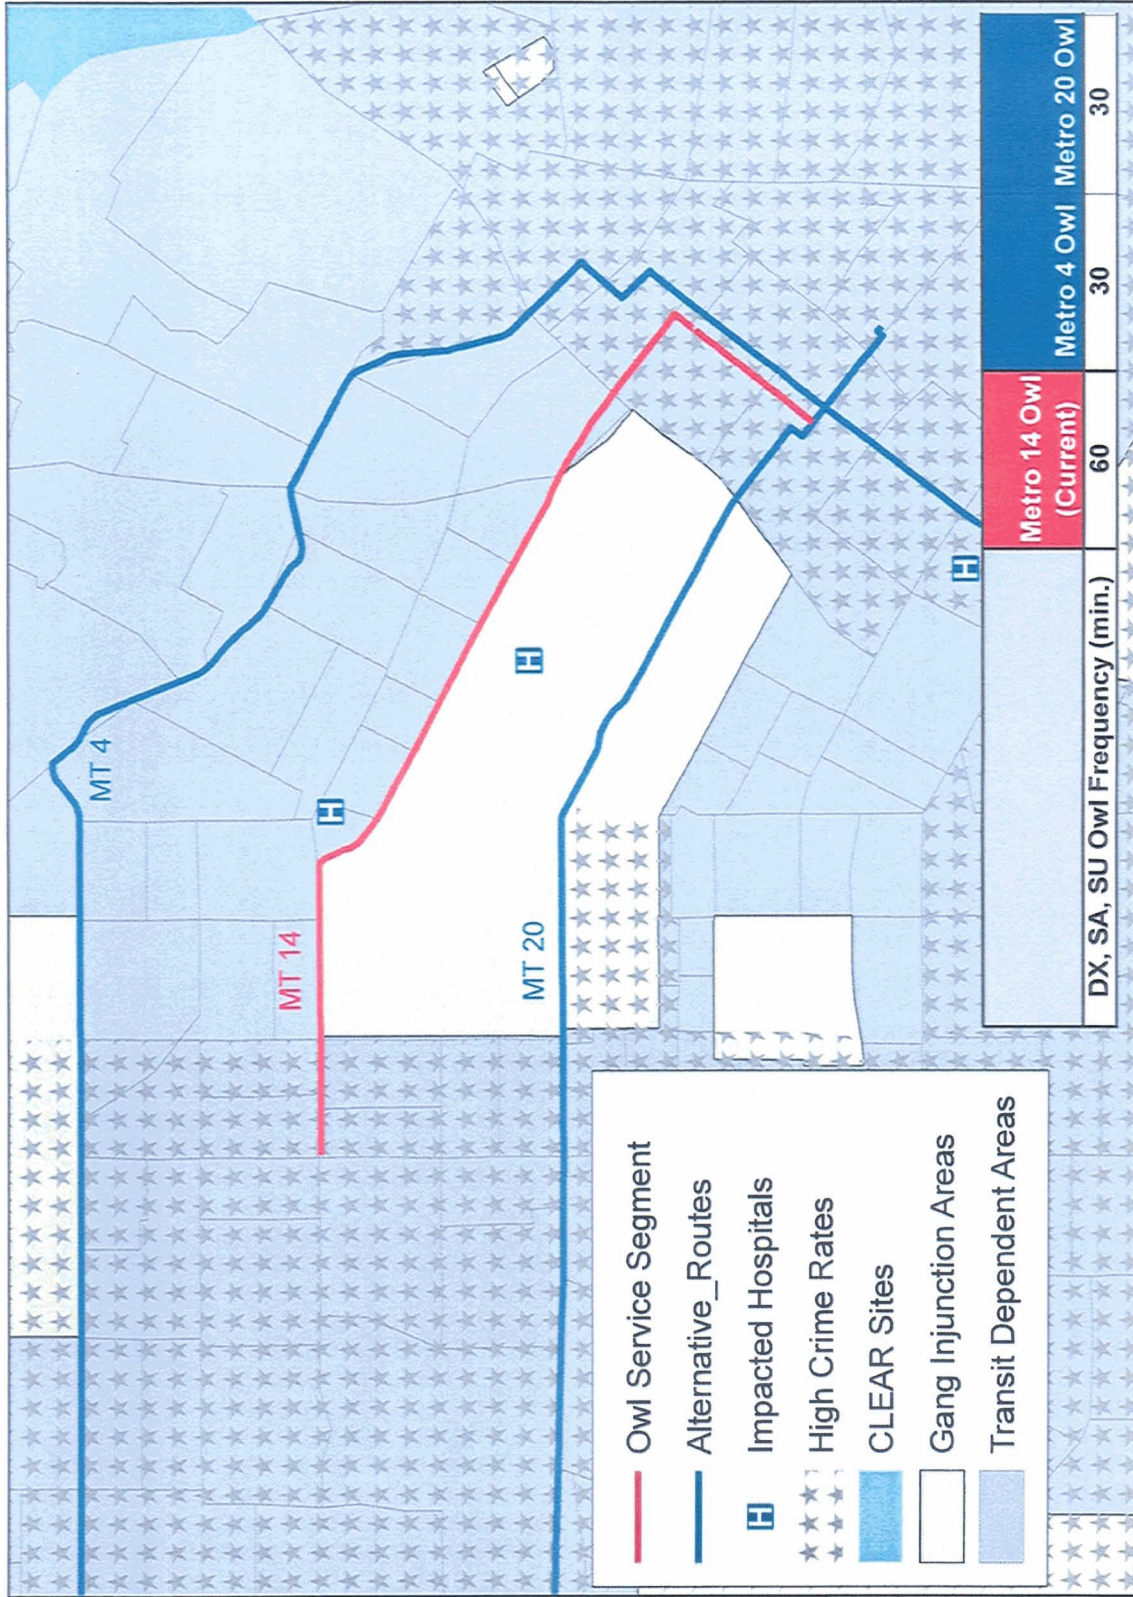 MT 4
MT 14
MT 20
H
H
H
Owl Service Segment
Alternative_Routes
H Impacted Hospitals
High Crime Rates
CLEAR Sites
Gang Injunction Areas
Transit Dependent Areas
Metro 14 Owl
(Current)
Metro 4 Owl
Metro 20 Owl
DX, SA, SU Owl Frequency (min.) 60 30 30